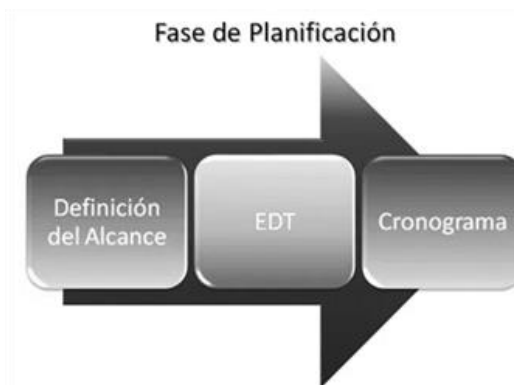 Fase de Planificación
Definición
del Alcance
EDT
Cronograma